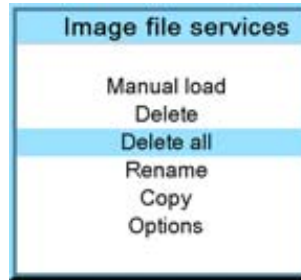 Image file services
Manual load
Delete
Delete all
Rename
Copy
Options